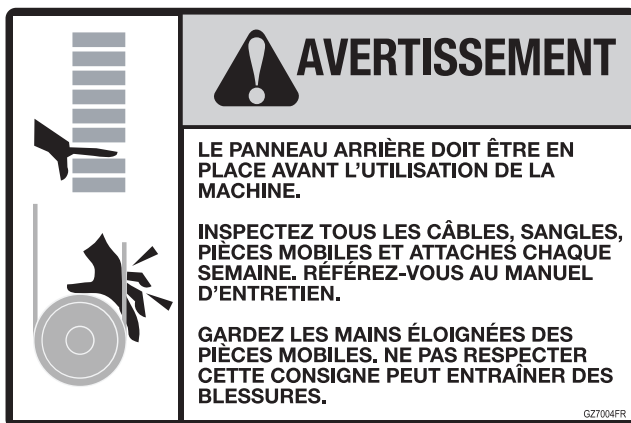 AVERTISSEMENT
LE PANNEAU ARRIÈRE DOIT ÊTRE EN
PLACE AVANT L'UTILISATION DE LA
MACHINE.
INSPECTEZ TOUS LES CÂBLES, SANGLES,
PIÈCES MOBILES ET ATTACHES CHAQUE
SEMAINE. RÉFÉREZ-VOUS AU MANUEL
D'ENTRETIEN.
GARDEZ LES MAINS ÉLOIGNÉES DES
PIÈCES MOBILES. NE PAS RESPECTER
CETTE CONSIGNE PEUT ENTRAÎNER DES
BLESSURES.
GZ7004FR